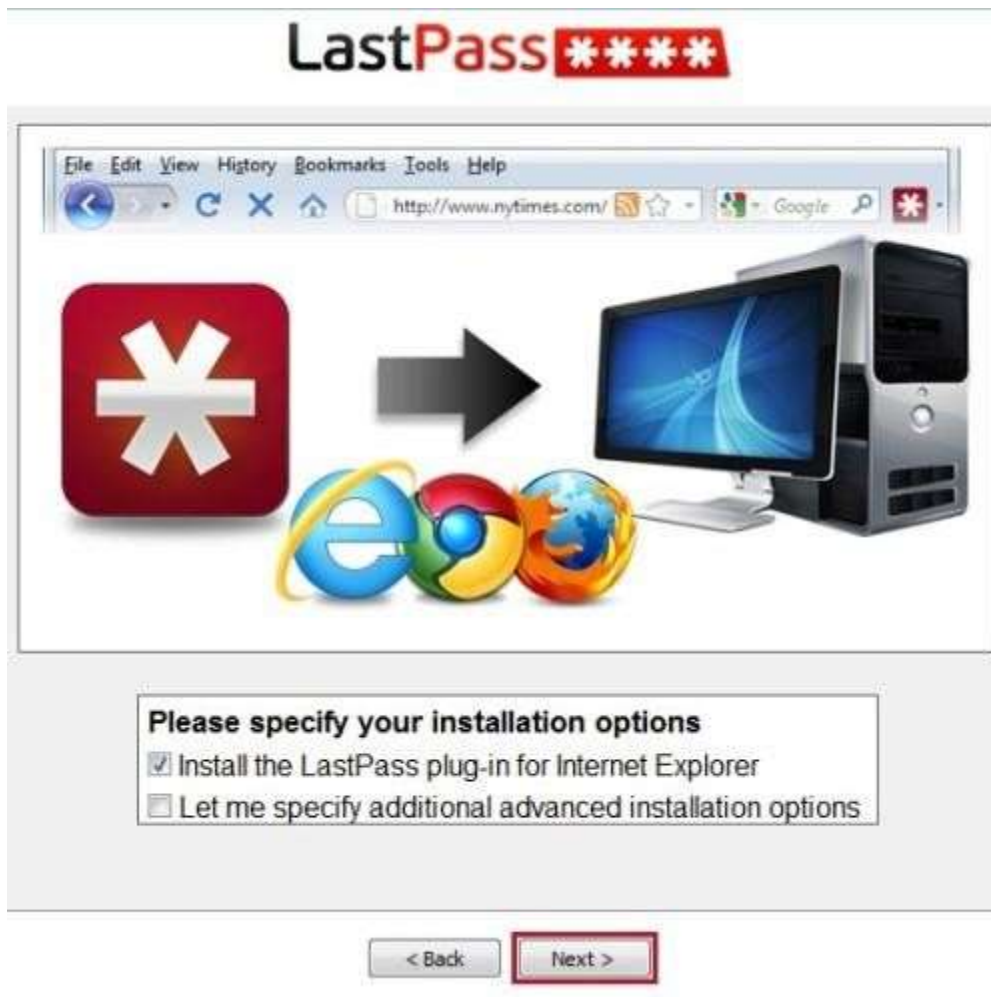 LastPass ****
File Edit View History Bookmarks Tools Help
http://www.nytimes.com/ Google
Please specify your installation options
Install the LastPass plug-in for Internet Explorer
Let me specify additional advanced installation options
< Back Next >